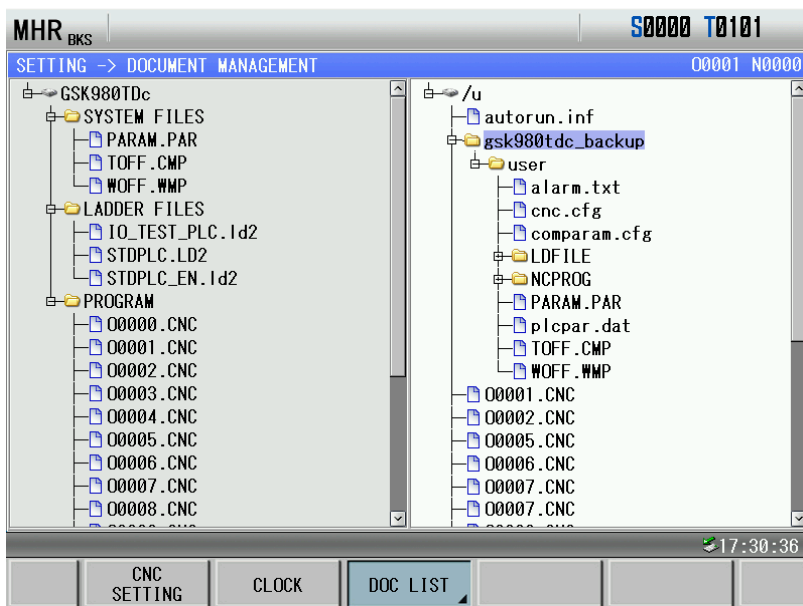 MHR BKS S0000 T0101
SETTING -> DOCUMENT MANAGEMENT O0001 N0000
GSK980TDc
SYSTEM FILES
PARAM.PAR
TOFF.CMP
WOFF.WMP
LADDER FILES
IO_TEST_PLC.ld2
STDPLC.LD2
STDPLC_EN.ld2
PROGRAM
O0000.CNC
O0001.CNC
O0002.CNC
O0003.CNC
O0004.CNC
O0005.CNC
O0006.CNC
O0007.CNC
O0008.CNC
/u
autorun.inf
gsk980tdc_backup
user
alarm.txt
cnc.cfg
comparam.cfg
LDFILE
NCPROG
PARAM.PAR
plcpar.dat
TOFF.CMP
WOFF.WMP
O0001.CNC
O0002.CNC
O0005.CNC
O0006.CNC
O0007.CNC
O0007.CNC
17:30:36
CNC
SETTING
CLOCK
DOC LIST